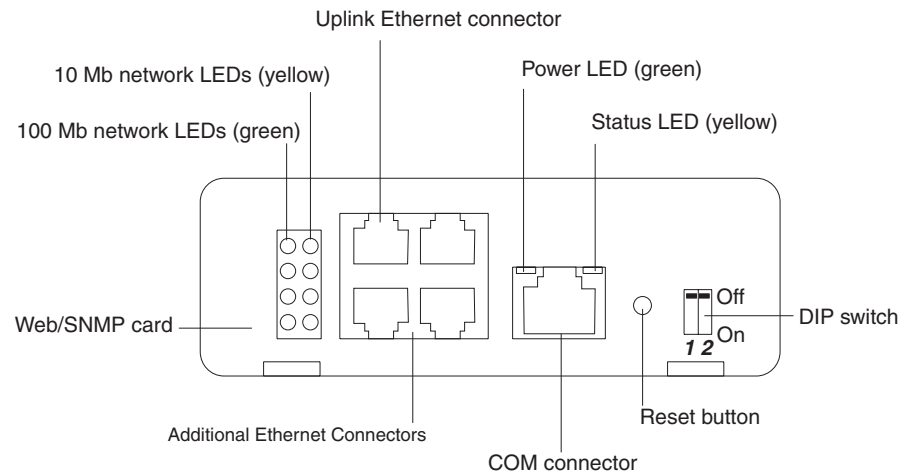 Uplink Ethernet connector
10 Mb network LEDs (yellow)
Power LED (green)
100 Mb network LEDs (green)
Status LED (yellow)
Off
Web/SNMP card
DIP switch
On
1 2
Reset button
Additional Ethernet Connectors
COM connector